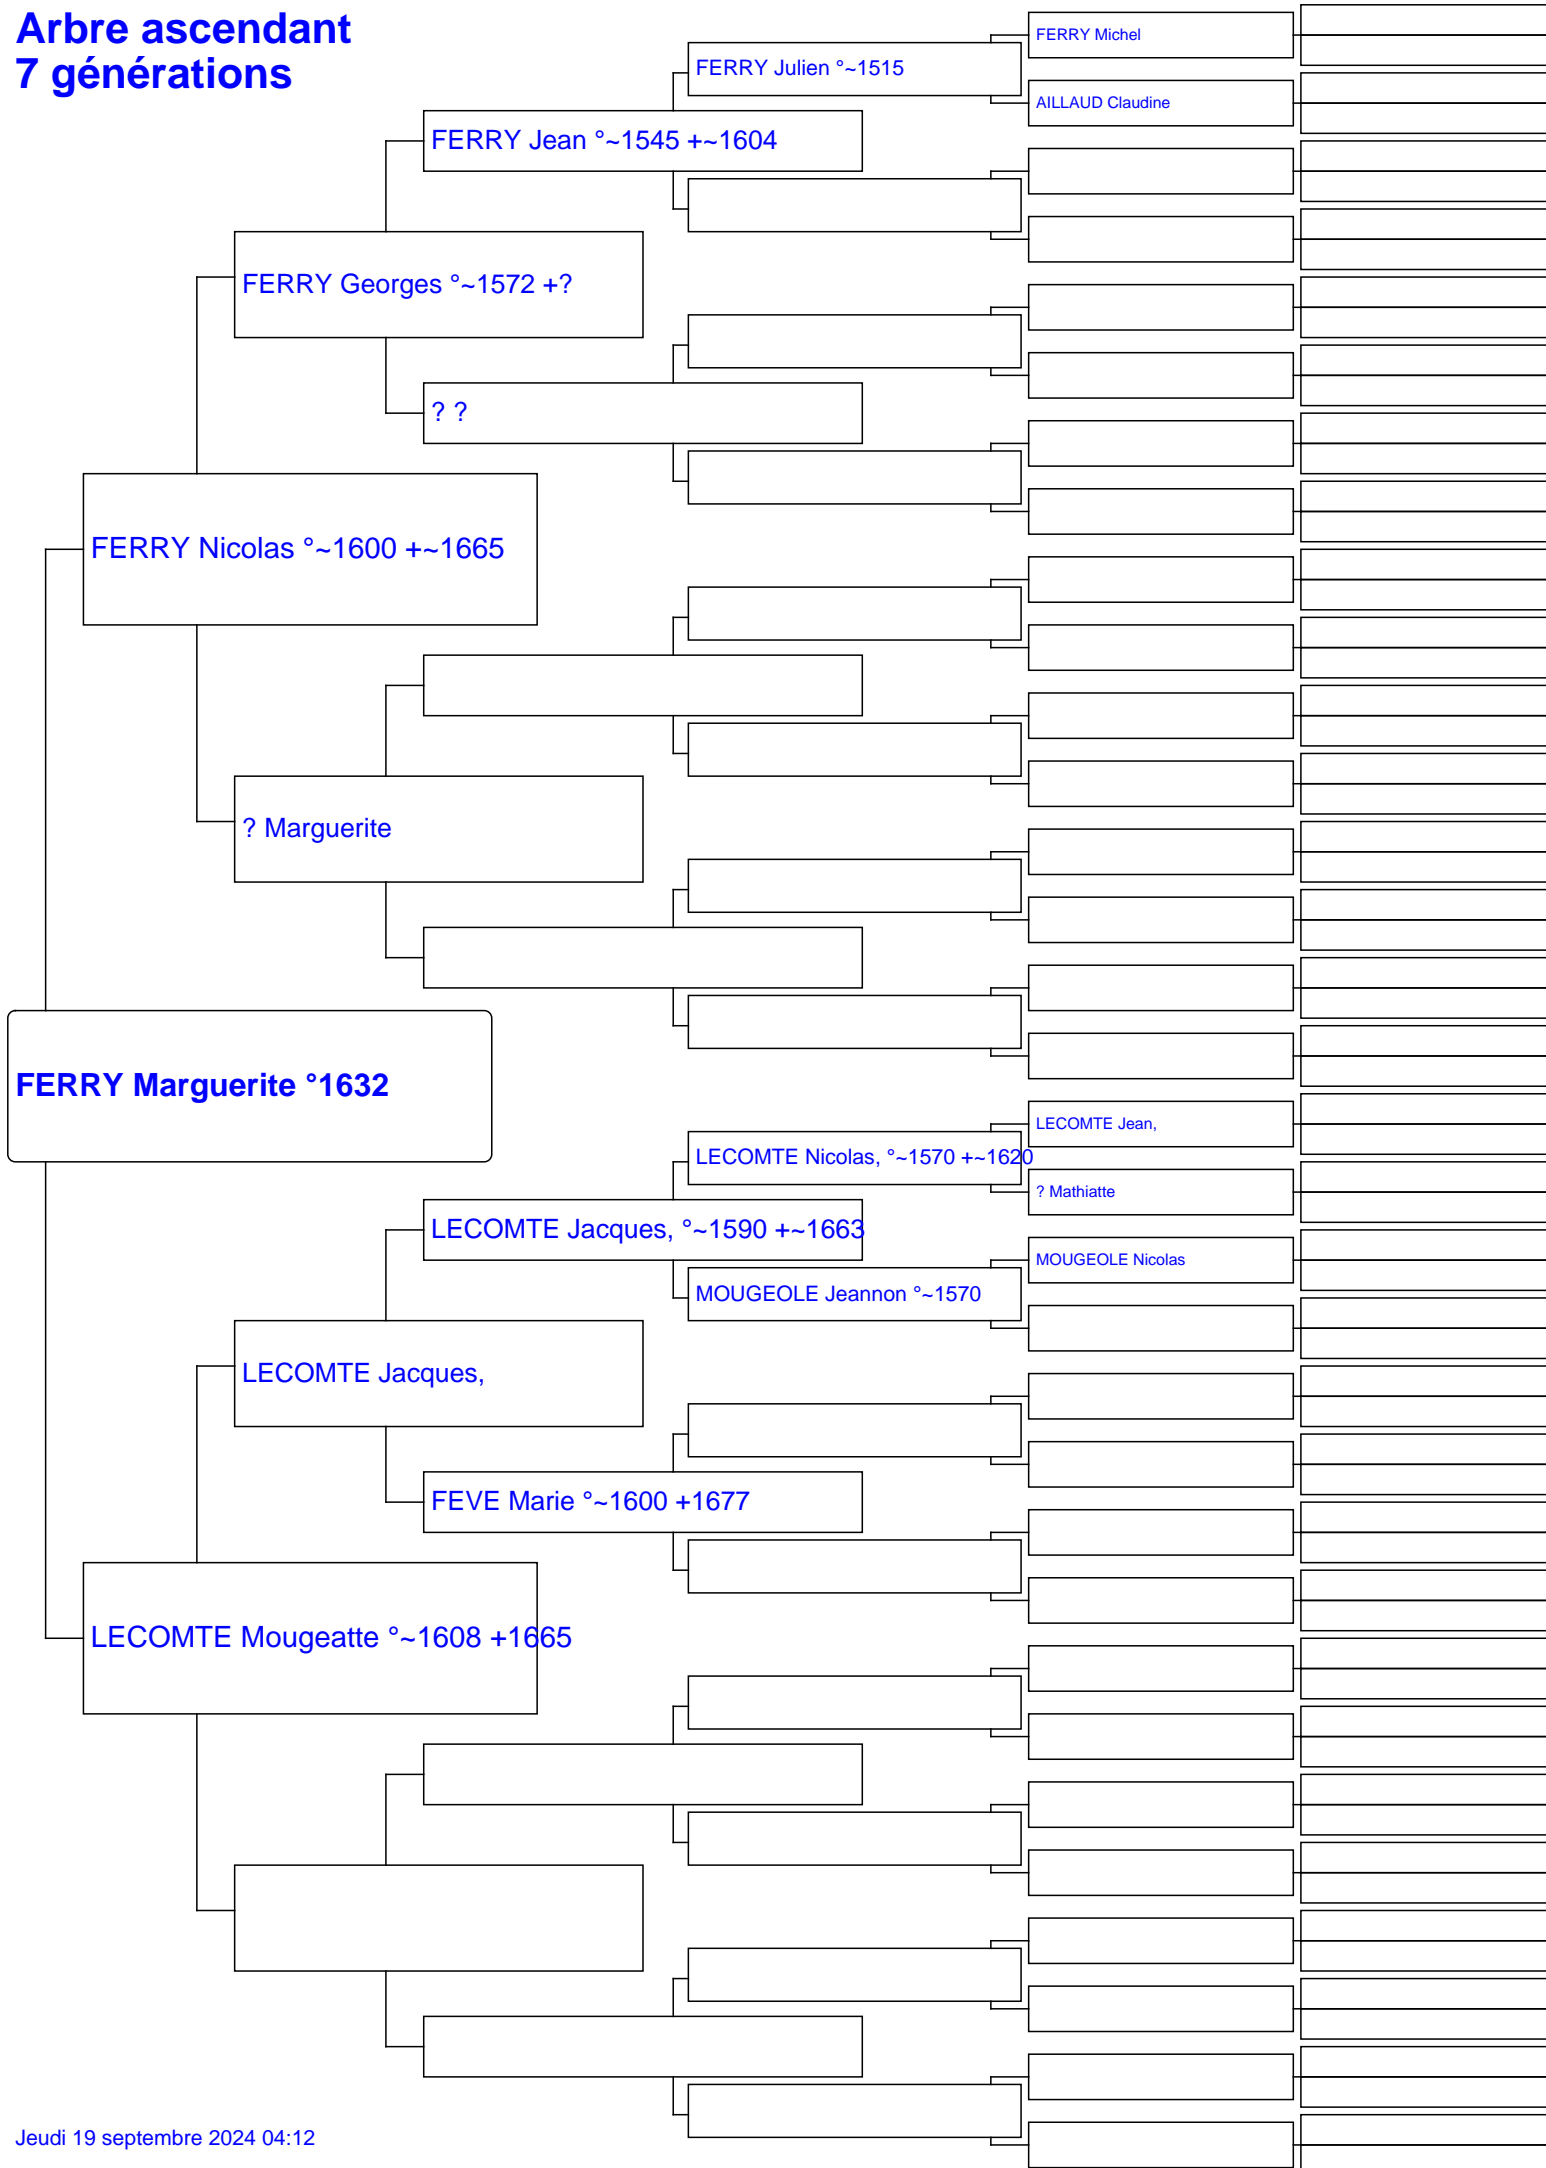 Arbre ascendant
7 générations
FERRY Michel
FERRY Julien °~1515
AILLAUD Claudine
FERRY Jean °~1545 +~1604
FERRY Georges °~1572 +?
? ?
FERRY Nicolas °~1600 +~1665
? Marguerite
FERRY Marguerite °1632
LECOMTE Jean,
LECOMTE Nicolas, °~1570 +~1620
? Mathiatte
LECOMTE Jacques, °~1590 +~1663
MOUGEOLE Nicolas
MOUGEOLE Jeannon °~1570
LECOMTE Jacques,
FEVE Marie °~1600 +1677
LECOMTE Mougeatte °~1608 +1665
Jeudi 19 septembre 2024 04:12